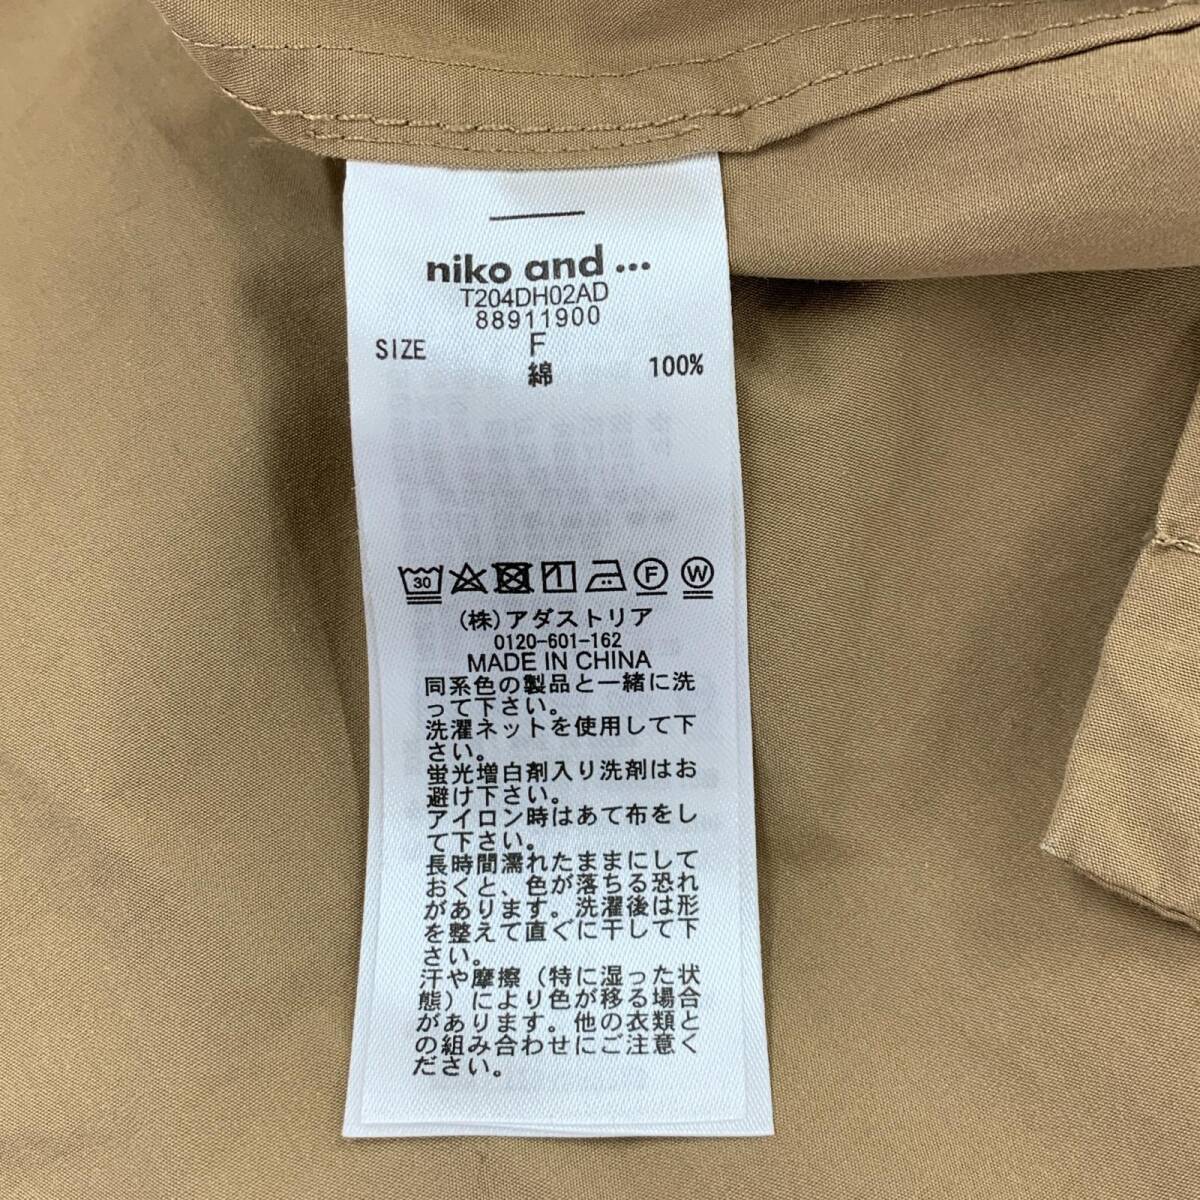 niko and ...
T204DH02AD
88911900
SIZE F
綿 100%
30 F W
(株)アダストリア
0120-601-162
MADE IN CHINA
同系色の製品と一緒に洗
って下さい。
洗濯ネットを使用して下
さい。
蛍光増白剤入り洗剤はお
避け下さい。
アイロン時はあて布をし
て下さい。
長時間濡れたままにして
おくと、色が落ちる恐れ
があります。洗濯後は形
を整えて直ぐに干して下
さい。
汗や摩擦（特に湿った状
態）により色が移る場合
があります。他の衣類と
の組み合わせにご注意く
ださい。